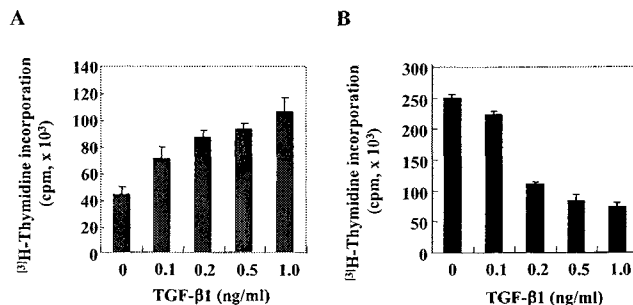 A
[3]H-Thymidine incorporation
(cpm, x 10³)
140
120
100
80
60
40
20
0
0 0.1 0.2 0.5 1.0
TGF-β1 (ng/ml)
B
[3]H-Thymidine incorporation
(cpm, x 10³)
300
250
200
150
100
50
0
0 0.1 0.2 0.5 1.0
TGF-β1 (ng/ml)